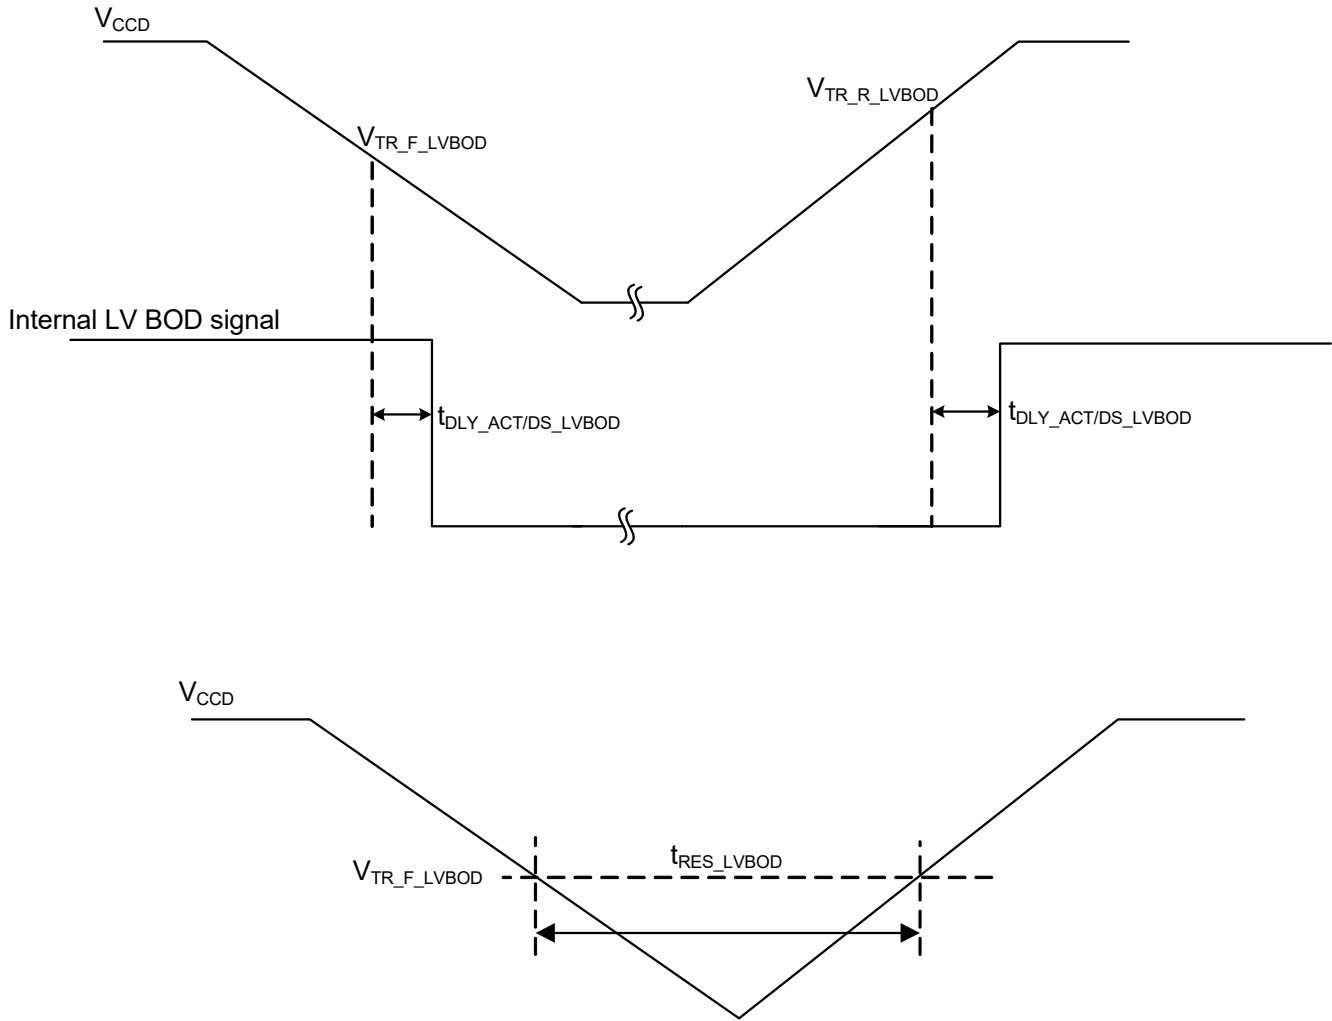 VCCD
VTR_R_LVBOD
VTR_F_LVBOD
Internal LV BOD signal
tDLY_ACT/DS_LVBOD
tDLY_ACT/DS_LVBOD
VCCD
tRES_LVBOD
VTR_F_LVBOD